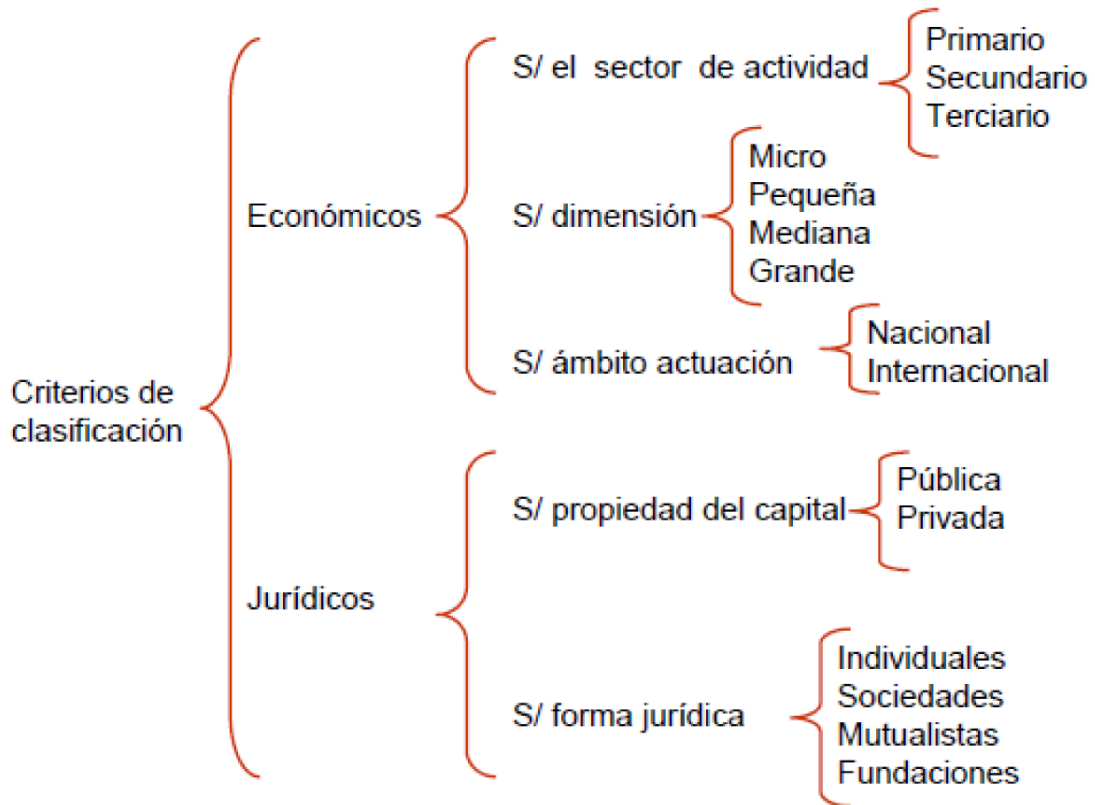 Criterios de
clasificación
Económicos
S/ el sector de actividad
Primario
Secundario
Terciario
S/ dimensión
Micro
Pequeña
Mediana
Grande
S/ ámbito actuación
Nacional
Internacional
Jurídicos
S/ propiedad del capital
Pública
Privada
S/ forma jurídica
Individuales
Sociedades
Mutualistas
Fundaciones